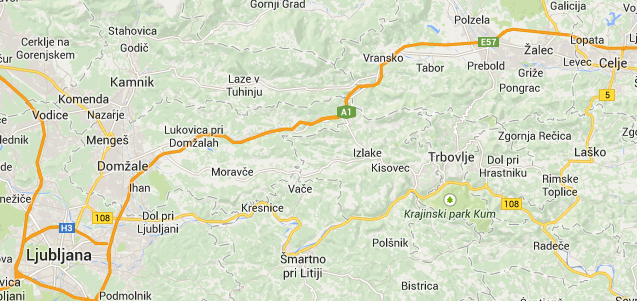 Gornji Grad
Galicija
Polzela
Stahovica
Cerklje na
Gorenjskem
Godič
E57
Žalec
Lopata
Vransko
Tabor
Prebold
Levec
Celje
Griže
Pongrac
Kamnik
Laze v
Tuhinju
5
Komenda
Nazarje
Vodice
A1
Lukovica pri
Domžalah
Mengeš
Zgornja Rečica
Domžale
Izlake
Kisovec
Trbovlje
Dol pri
Hrastniku
Laško
Moravče
Rimske
Toplice
Ihan
Vače
Kresnice
108
Dol pri
Ljubljani
Krajinski park Kum
108
H3
Ljubljana
Polšnik
Radeče
Šmartno
pri Litiji
Bistrica
Podmolnik